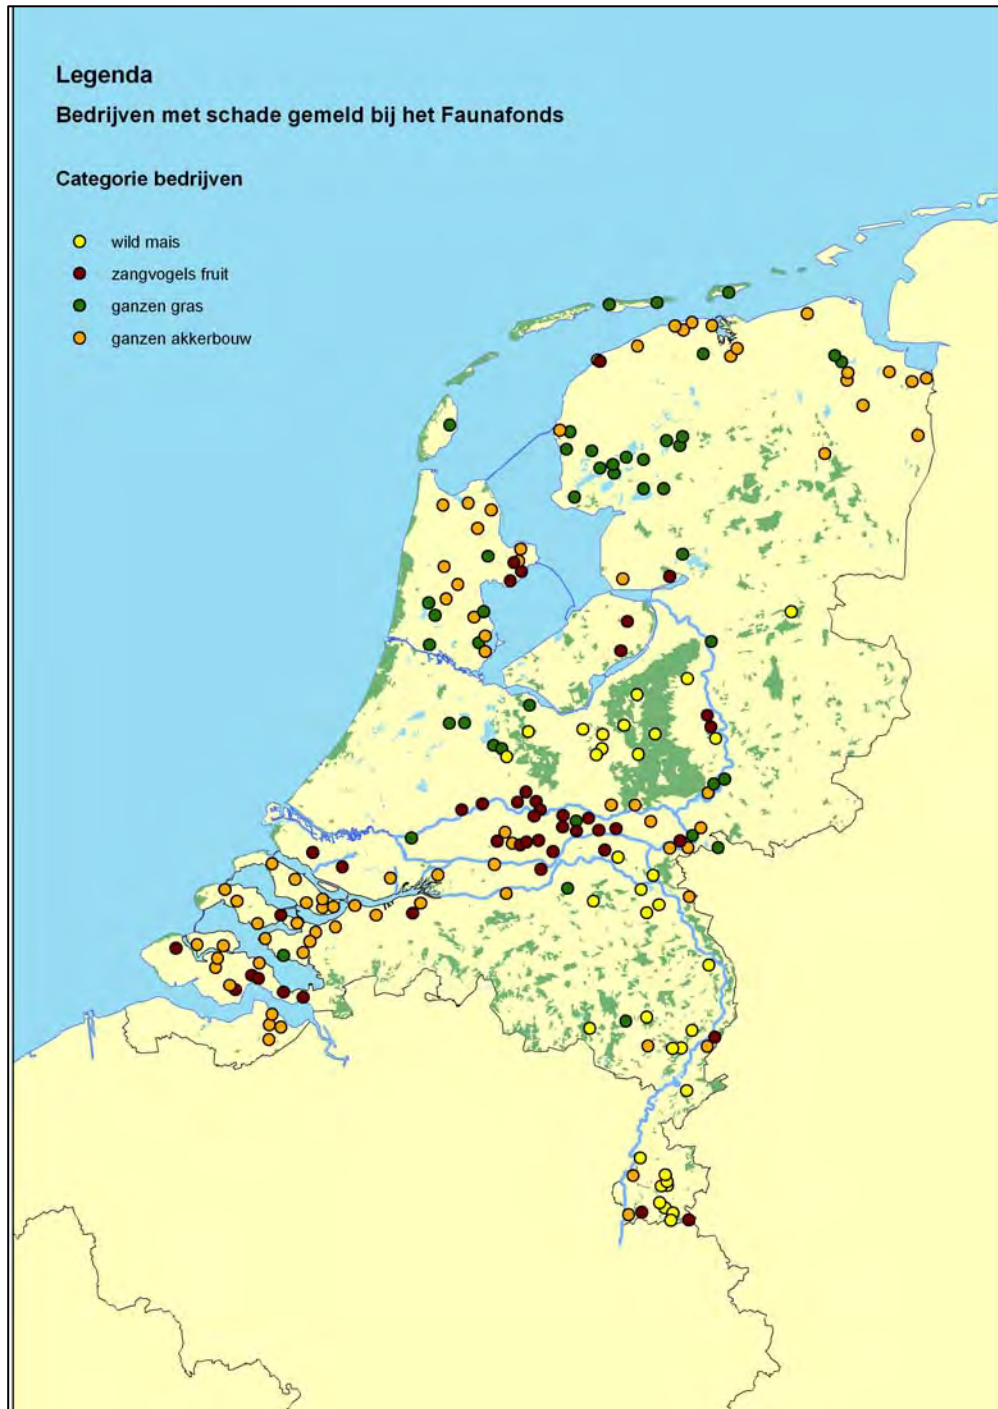 Legenda
Bedrijven met schade gemeld bij het Faunafonds
Categorie bedrijven
wild mais
zangvogels fruit
ganzen gras
ganzen akkerbouw